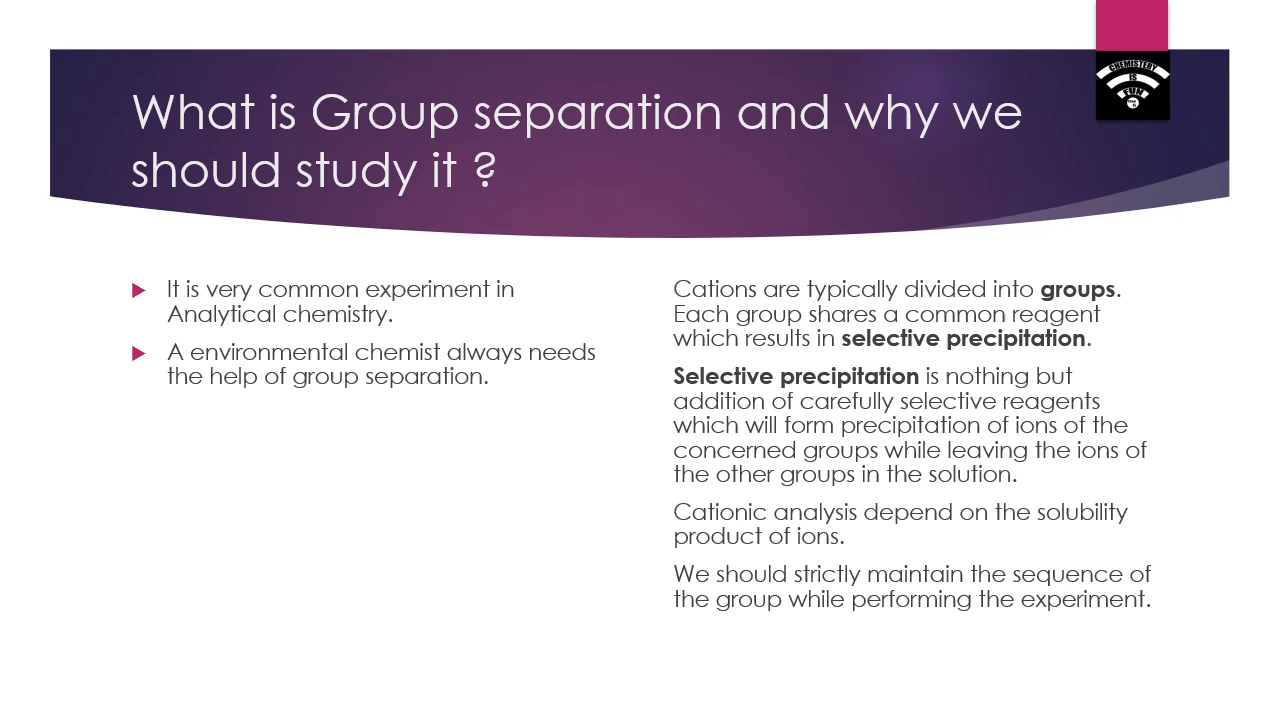 What is Group separation and why we
should study it ?
CHEMISTERY
IS
FUN
It is very common experiment in
Analytical chemistry.
A environmental chemist always needs
the help of group separation.
Cations are typically divided into groups.
Each group shares a common reagent
which results in selective precipitation.
Selective precipitation is nothing but
addition of carefully selective reagents
which will form precipitation of ions of the
concerned groups while leaving the ions of
the other groups in the solution.
Cationic analysis depend on the solubility
product of ions.
We should strictly maintain the sequence of
the group while performing the experiment.